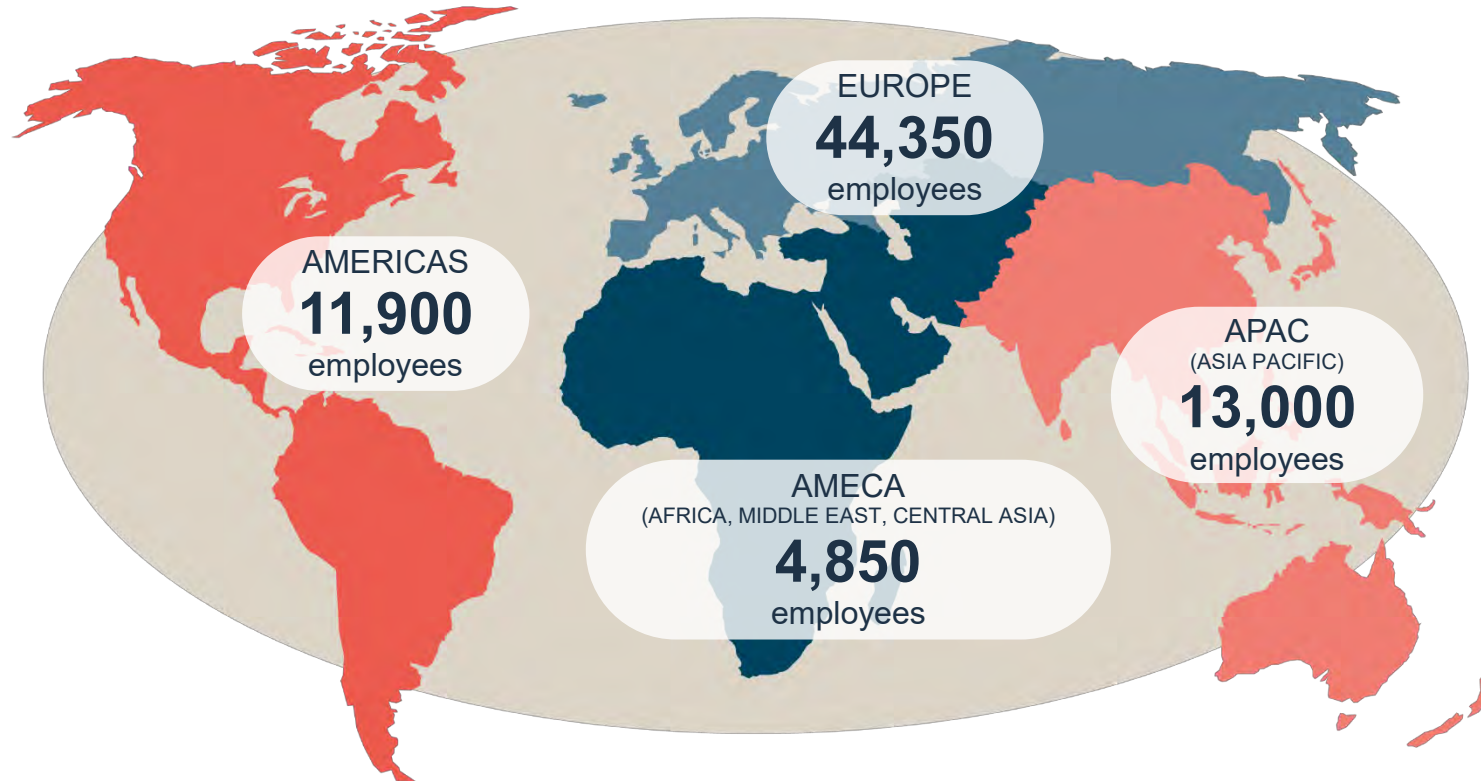 EUROPE
44,350
employees
AMERICAS
11,900
employees
APAC
(ASIA PACIFIC)
13,000
employees
AMECA
(AFRICA, MIDDLE EAST, CENTRAL ASIA)
4,850
employees